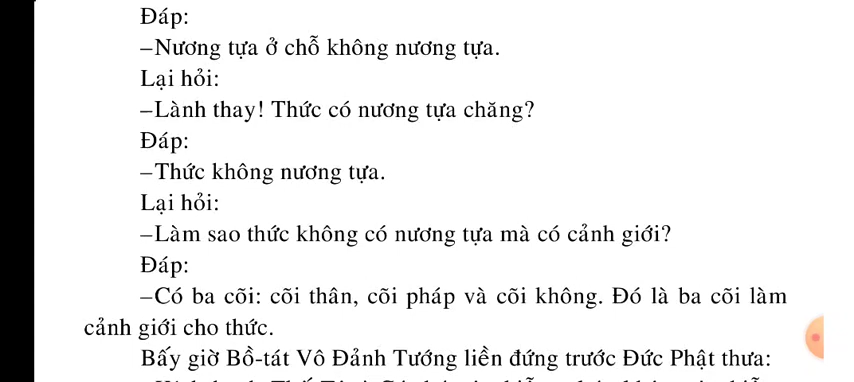 Đáp:
–Nương tựa ở chỗ không nương tựa.
Lại hỏi:
–Lành thay! Thức có nương tựa chăng?
Đáp:
–Thức không nương tựa.
Lại hỏi:
–Làm sao thức không có nương tựa mà có cảnh giới?
Đáp:
–Có ba cõi: cõi thân, cõi pháp và cõi không. Đó là ba cõi làm
cảnh giới cho thức.
Bấy giờ Bồ-tát Vô Đảnh Tướng liền đứng trước Đức Phật thưa: